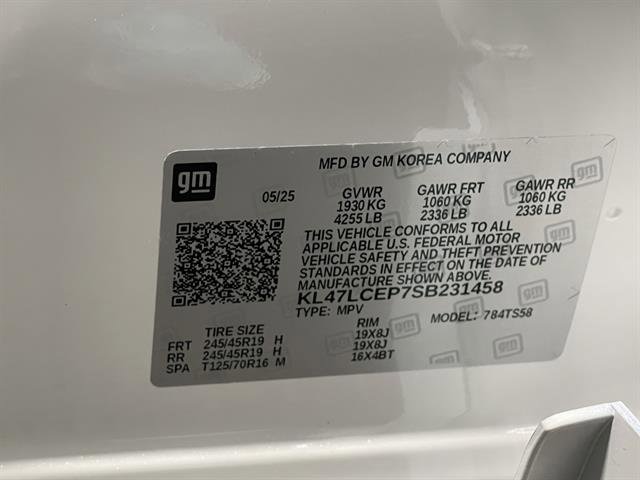 gm
MFD BY GM KOREA COMPANY
05/25 GVWR GAWR FRT GAWR RR
1930 KG 1060 KG 1060 KG
4255 LB 2336 LB 2336 LB
THIS VEHICLE CONFORMS TO ALL
APPLICABLE U.S. FEDERAL MOTOR
VEHICLE SAFETY AND THEFT PREVENTION
STANDARDS IN EFFECT ON THE DATE OF
MANUFACTURE SHOWN ABOVE.
KL47LCEP7SB231458
TYPE: MPV MODEL: 784TS58
TIRE SIZE RIM
FRT 245/45R19 H 19X8J
RR 245/45R19 H 19X8J
SPA T125/70R16 M 16X4BT